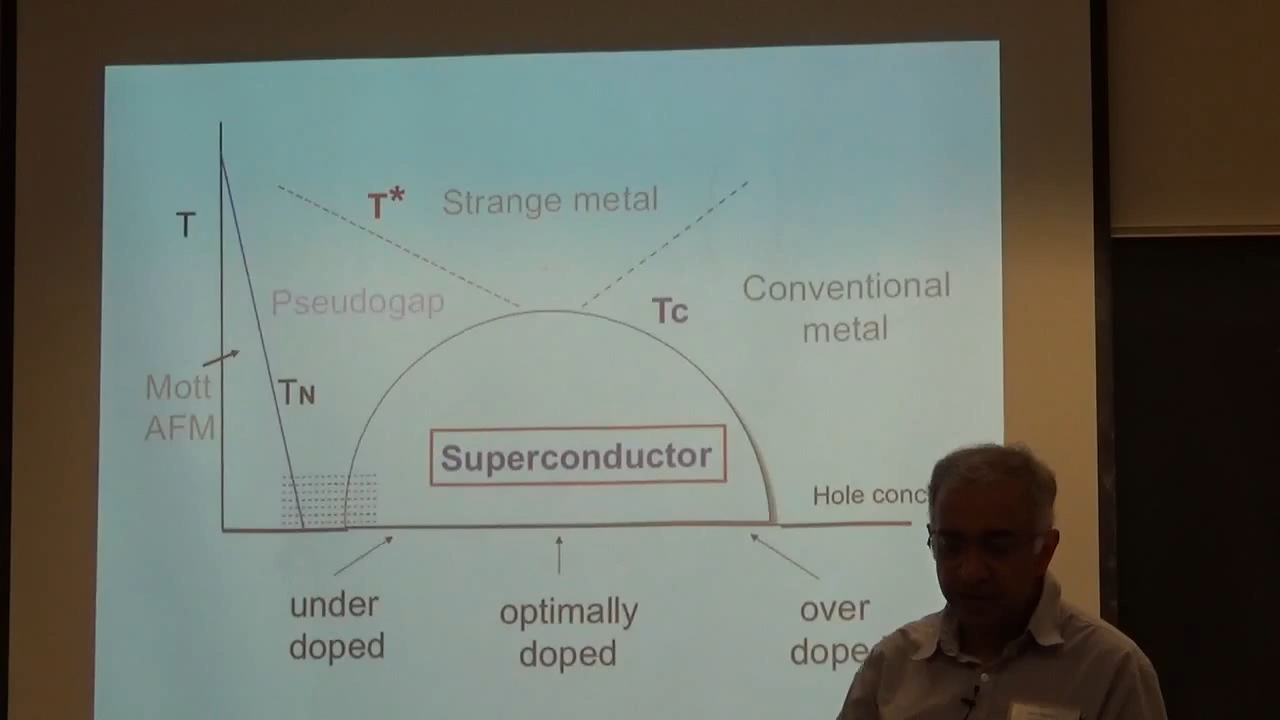 T
T*
Strange metal
Pseudogap
Tc
Conventional
metal
Mott
AFM
TN
Superconductor
Hole conc
under
doped
optimally
doped
over
dope